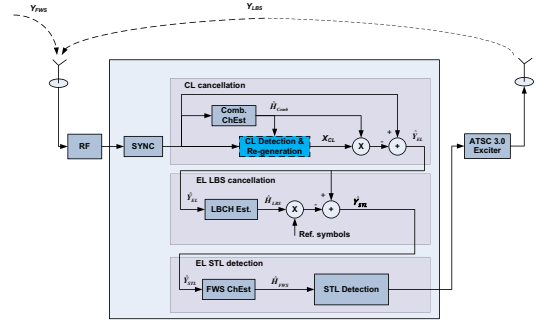 Y_FWS
Y_LBS
CL cancellation
Comb. ChEst
Ĥ_Comb
CL Detection & Re-generation
X_CL
X
+
-
+
Ŷ_EL
RF
SYNC
ATSC 3.0 Exciter
EL LBS cancellation
Ŷ_EL
LBCH Est.
Ĥ_LBS
X
+
-
+
Ŷ_STL
Ref. symbols
EL STL detection
Ŷ_STL
FWS ChEst
Ĥ_FWS
STL Detection